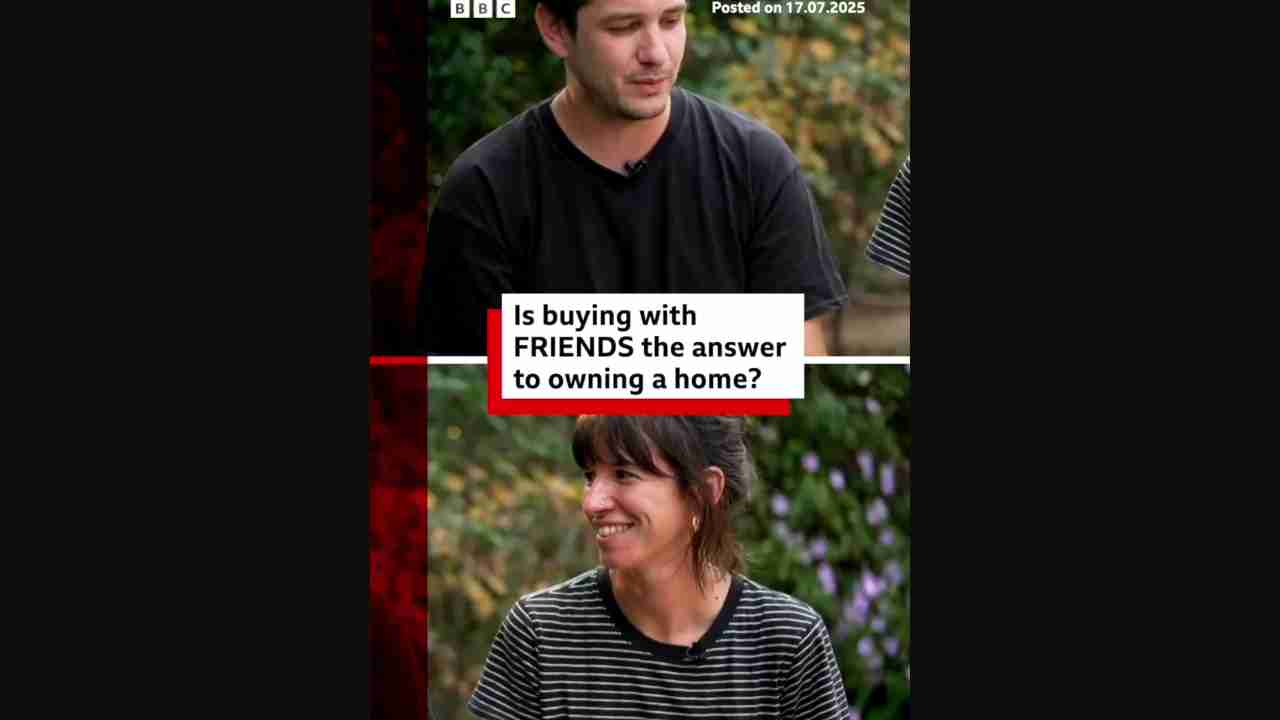 BBC
Posted on 17.07.2025
Is buying with
FRIENDS the answer
to owning a home?